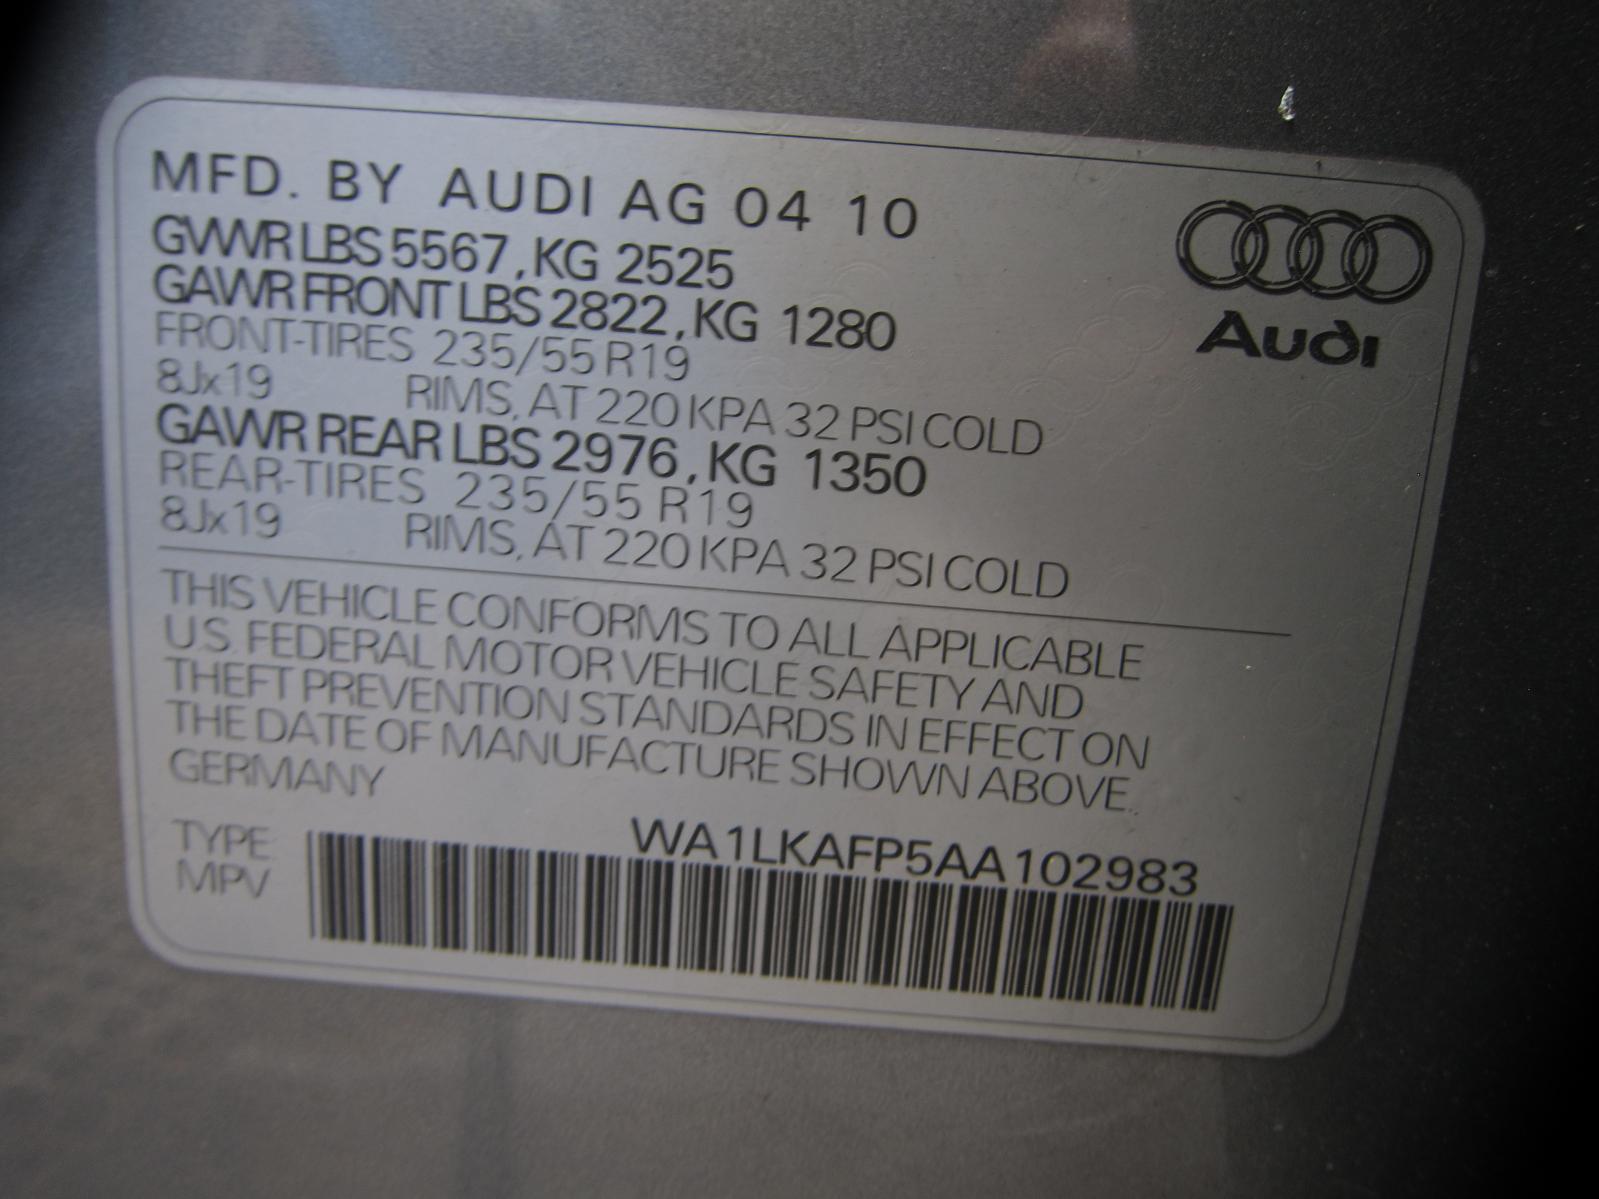 MFD. BY AUDI AG 04 10
GVWR LBS 5567, KG 2525
GAWR FRONT LBS 2822, KG 1280
FRONT-TIRES 235/55 R19
8Jx19 RIMS, AT 220 KPA 32 PSI COLD
GAWR REAR LBS 2976, KG 1350
REAR-TIRES 235/55 R19
8Jx19 RIMS, AT 220 KPA 32 PSI COLD
Audi
THIS VEHICLE CONFORMS TO ALL APPLICABLE
U.S. FEDERAL MOTOR VEHICLE SAFETY AND
THEFT PREVENTION STANDARDS IN EFFECT ON
THE DATE OF MANUFACTURE SHOWN ABOVE.
GERMANY
WA1LKAFP5AA102983
TYPE
MPV